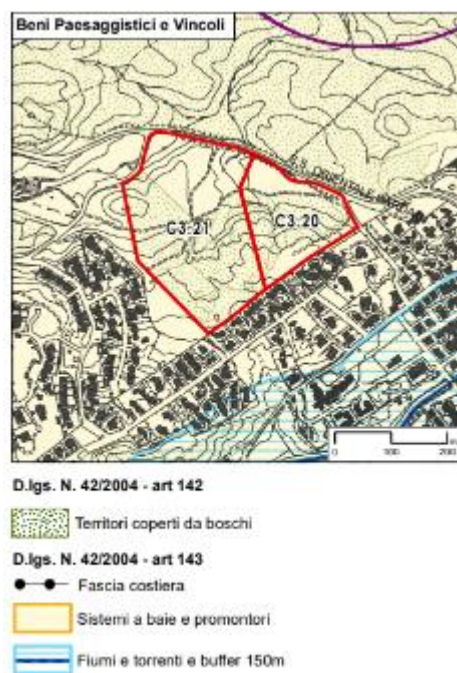 Beni Paesaggistici e Vincoli
S.S. ORIENTALE
C3.21
C3.20
0 100 200
m
D.lgs. N. 42/2004 - art 142
Territori coperti da boschi
D.lgs. N. 42/2004 - art 143
Fascia costiera
Sistemi a baie e promontori
Fiumi e torrenti e buffer 150m